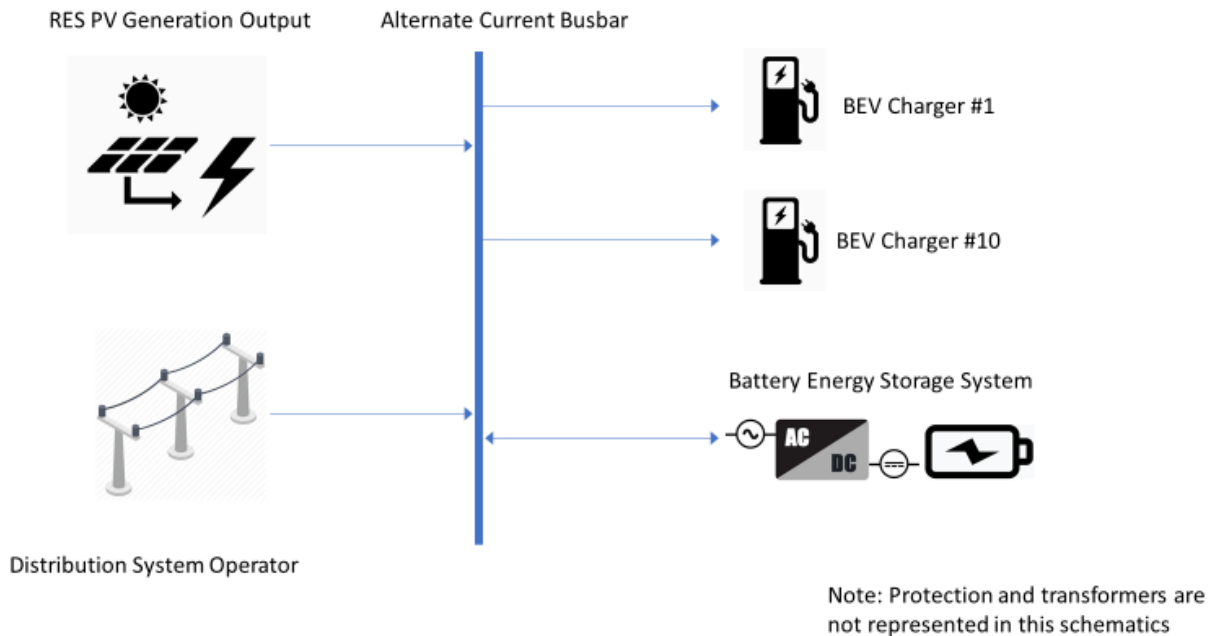 RES PV Generation Output
Alternate Current Busbar
BEV Charger #1
BEV Charger #10
Battery Energy Storage System
AC
DC
Distribution System Operator
Note: Protection and transformers are
not represented in this schematics